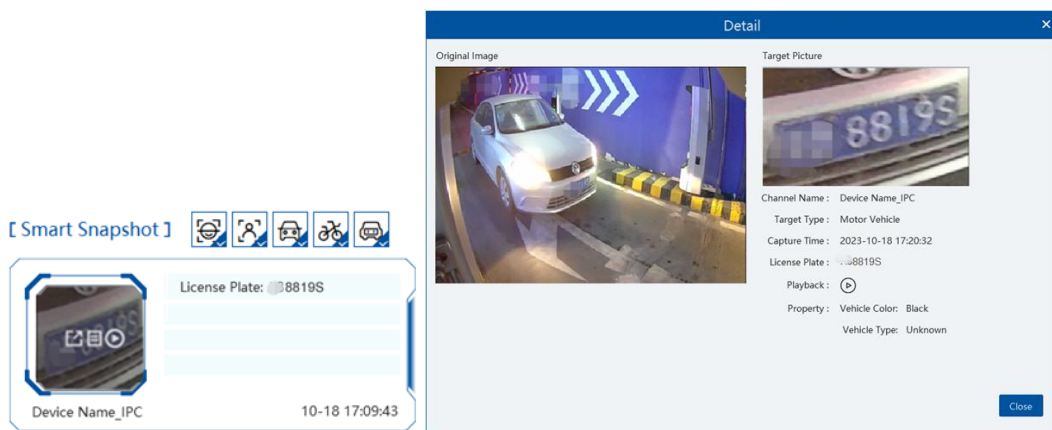 [ Smart Snapshot ]
License Plate: 8819S
Device Name_IPC
10-18 17:09:43
Detail
Original Image
Target Picture
8819S
Channel Name : Device Name_IPC
Target Type : Motor Vehicle
Capture Time : 2023-10-18 17:20:32
License Plate : 8819S
Playback :
Property : Vehicle Color: Black
Vehicle Type: Unknown
Close